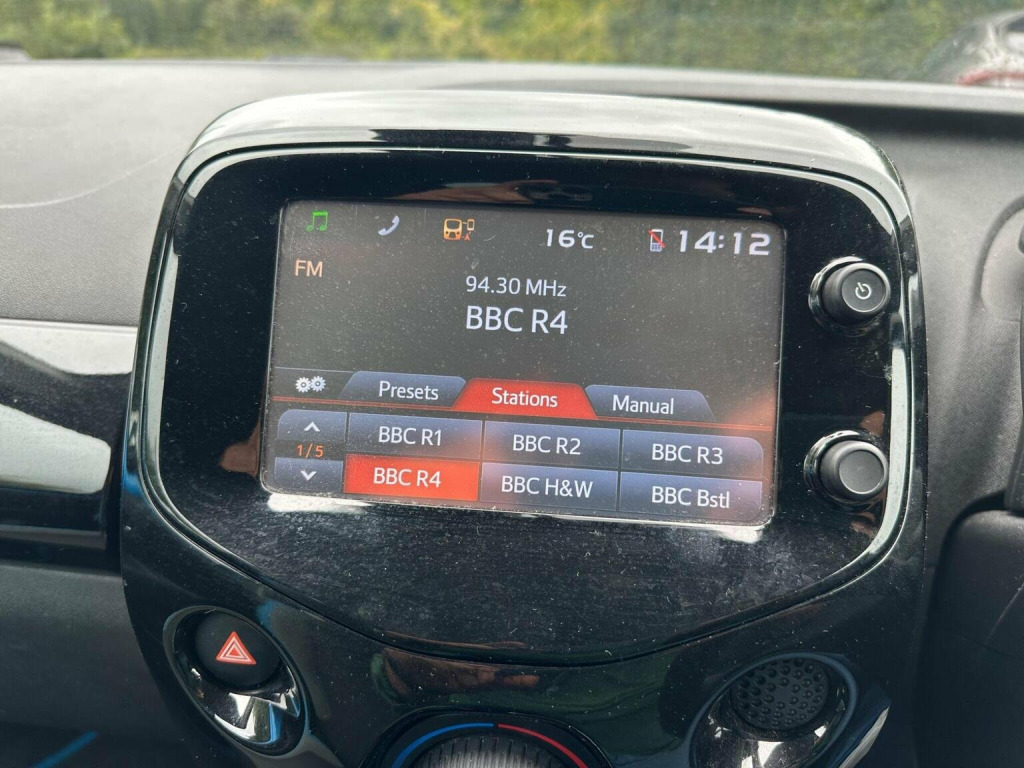 16°C 14:12
FM
94.30 MHz
BBC R4
Presets Stations Manual
1/5
BBC R1 BBC R2 BBC R3
BBC R4 BBC H&W BBC Bstl